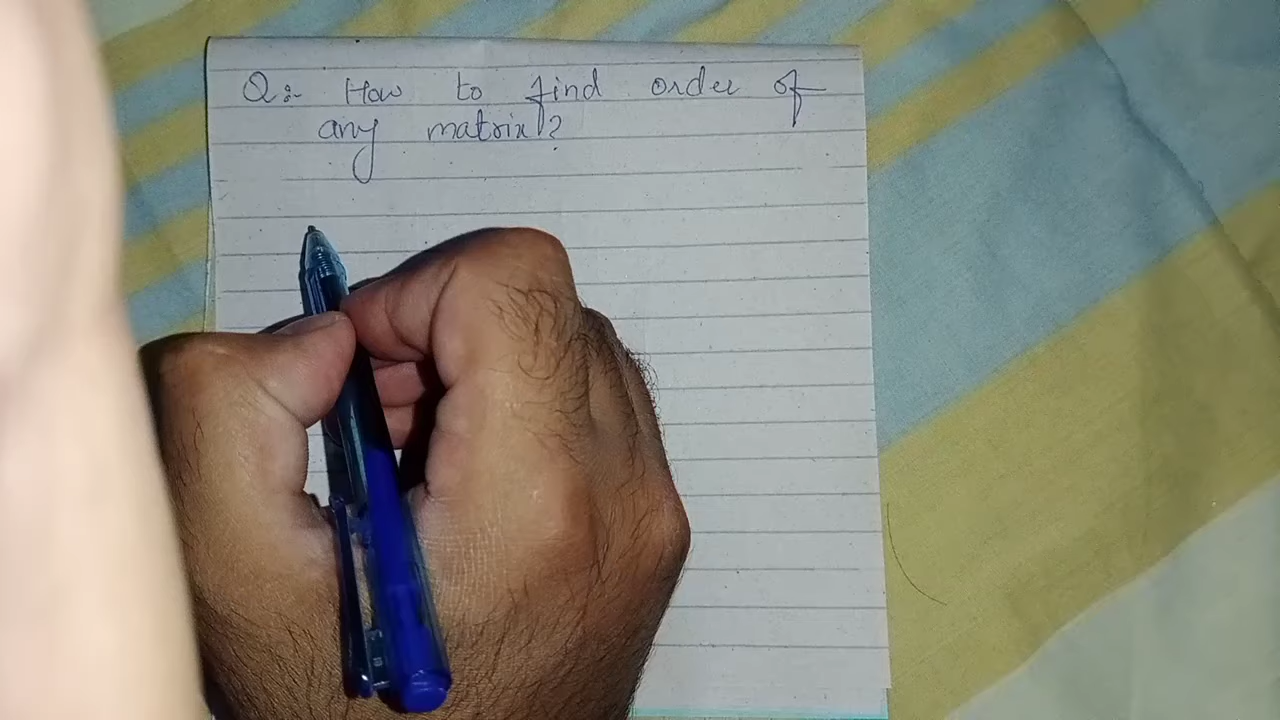 Q:- How to find order of
any matrix?